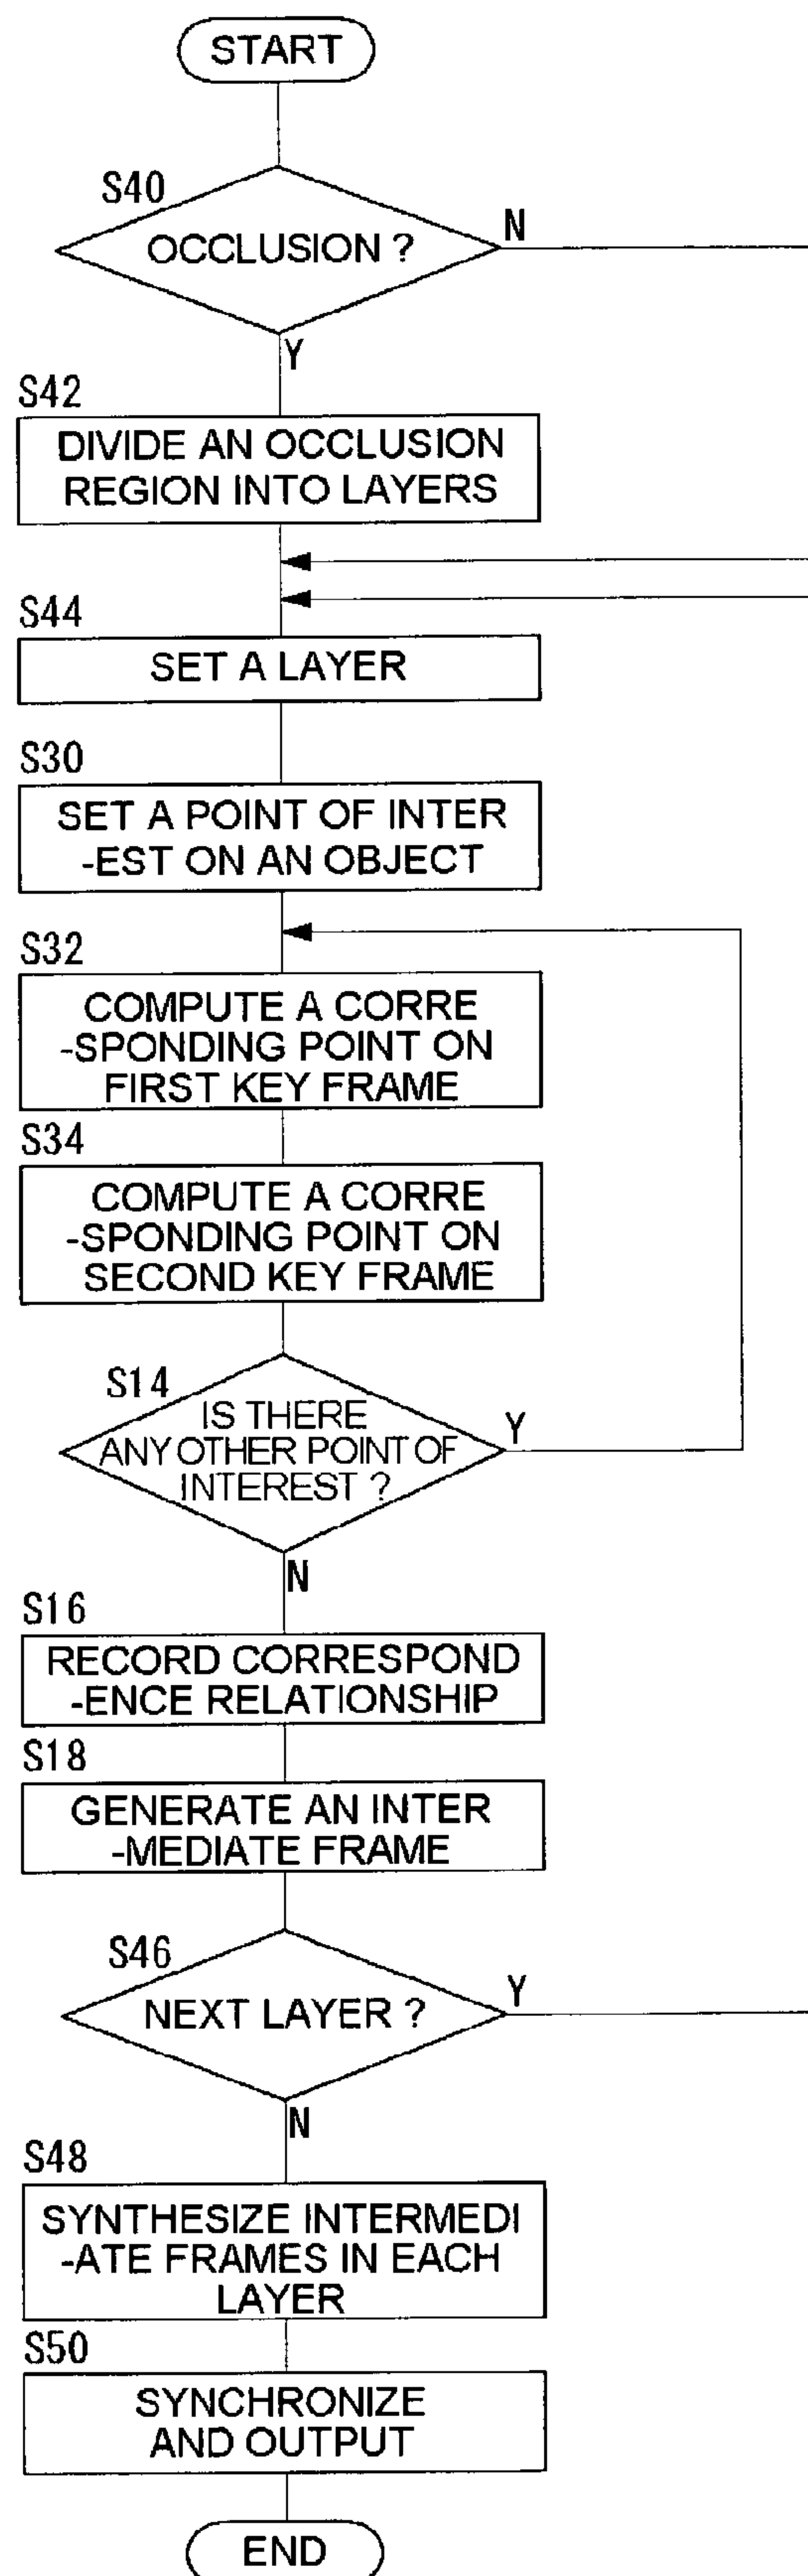 START
S40
OCCLUSION ?
N
Y
S42
DIVIDE AN OCCLUSION
REGION INTO LAYERS
S44
SET A LAYER
S30
SET A POINT OF INTER
-EST ON AN OBJECT
S32
COMPUTE A CORRE
-SPONDING POINT ON
FIRST KEY FRAME
S34
COMPUTE A CORRE
-SPONDING POINT ON
SECOND KEY FRAME
S14
IS THERE
ANY OTHER POINT OF
INTEREST ?
Y
N
S16
RECORD CORRESPOND
-ENCE RELATIONSHIP
S18
GENERATE AN INTER
-MEDIATE FRAME
S46
NEXT LAYER ?
Y
N
S48
SYNTHESIZE INTERMEDI
-ATE FRAMES IN EACH
LAYER
S50
SYNCHRONIZE
AND OUTPUT
END